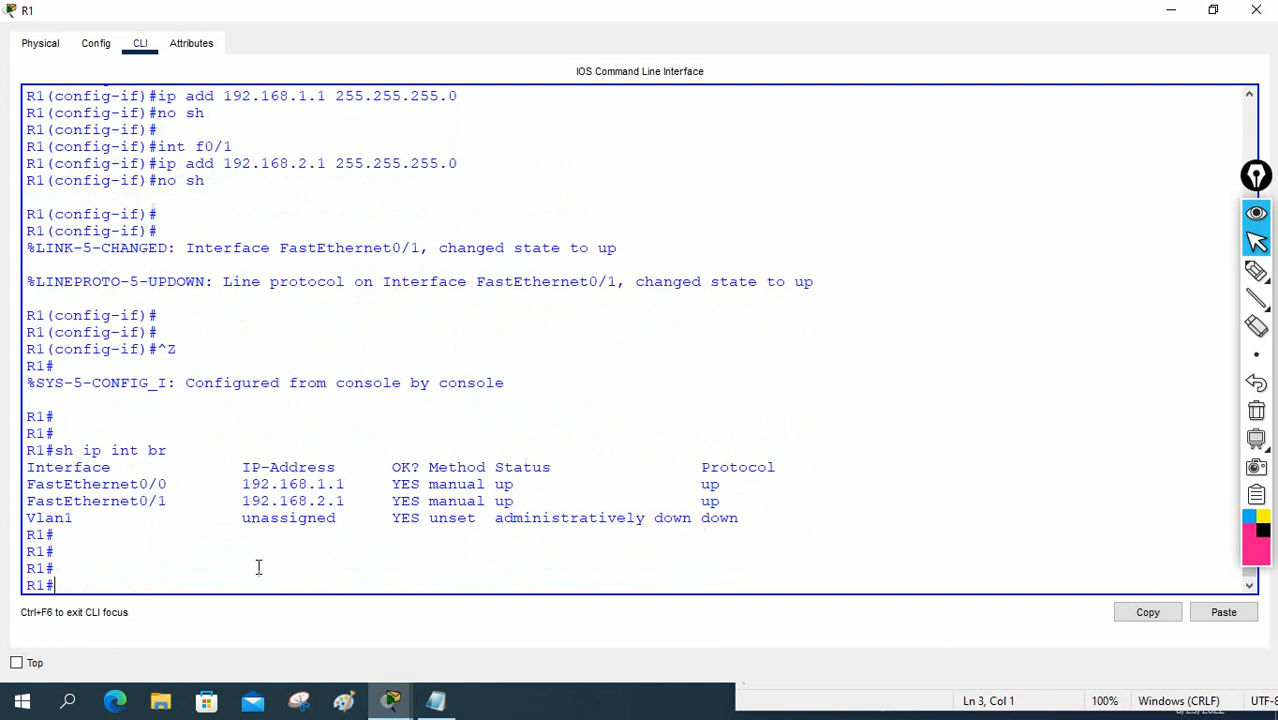 R1
Physical Config CLI Attributes
IOS Command Line Interface
R1(config-if)#ip add 192.168.1.1 255.255.255.0
R1(config-if)#no sh
R1(config-if)#
R1(config-if)#int f0/1
R1(config-if)#ip add 192.168.2.1 255.255.255.0
R1(config-if)#no sh
R1(config-if)#
R1(config-if)#
%LINK-5-CHANGED: Interface FastEthernet0/1, changed state to up
%LINEPROTO-5-UPDOWN: Line protocol on Interface FastEthernet0/1, changed state to up
R1(config-if)#
R1(config-if)#
R1(config-if)#^Z
R1#
%SYS-5-CONFIG_I: Configured from console by console
R1#
R1#
R1#sh ip int br
Interface IP-Address OK? Method Status Protocol
FastEthernet0/0 192.168.1.1 YES manual up up
FastEthernet0/1 192.168.2.1 YES manual up up
Vlan1 unassigned YES unset administratively down down
R1#
R1#
R1#
R1#
Ctrl+F6 to exit CLI focus
Copy Paste
Top
Ln 3, Col 1 100% Windows (CRLF) UTF-8